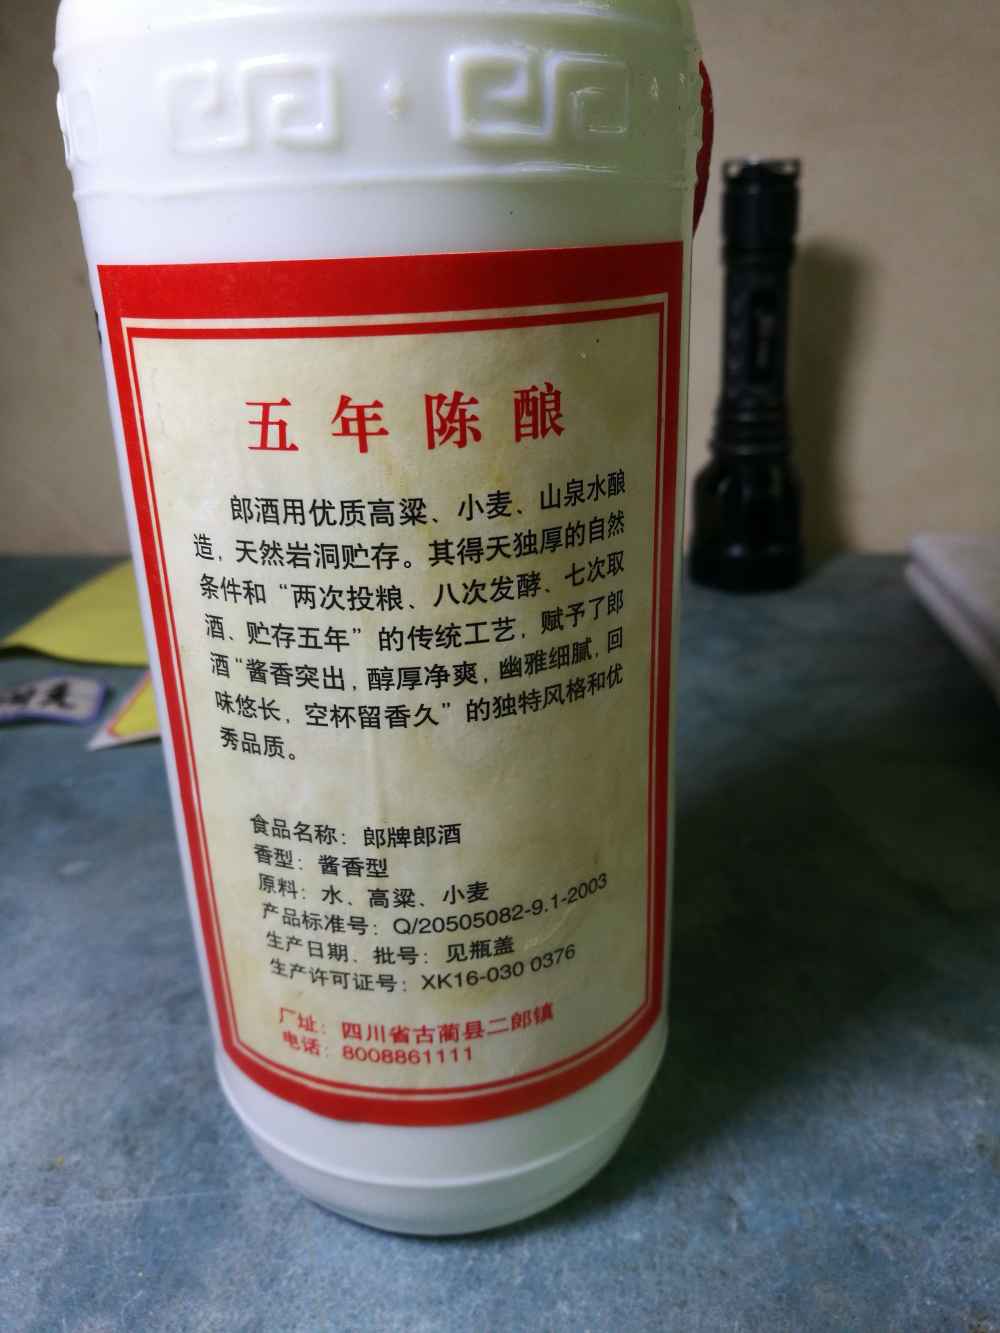 五年陈酿
郎酒用优质高粱、小麦、山泉水酿
造，天然岩洞贮存。其得天独厚的自然
条件和“两次投粮、八次发酵、七次取
酒、贮存五年”的传统工艺，赋予了郎
酒“酱香突出，醇厚净爽，幽雅细腻，回
味悠长，空杯留香久”的独特风格和优
秀品质。
食品名称：郎牌郎酒
香型：酱香型
原料：水、高粱、小麦
产品标准号：Q/20505082-9.1-2003
生产日期、批号：见瓶盖
生产许可证号：XK16-030 0376
厂址：四川省古蔺县二郎镇
电话：8008861111